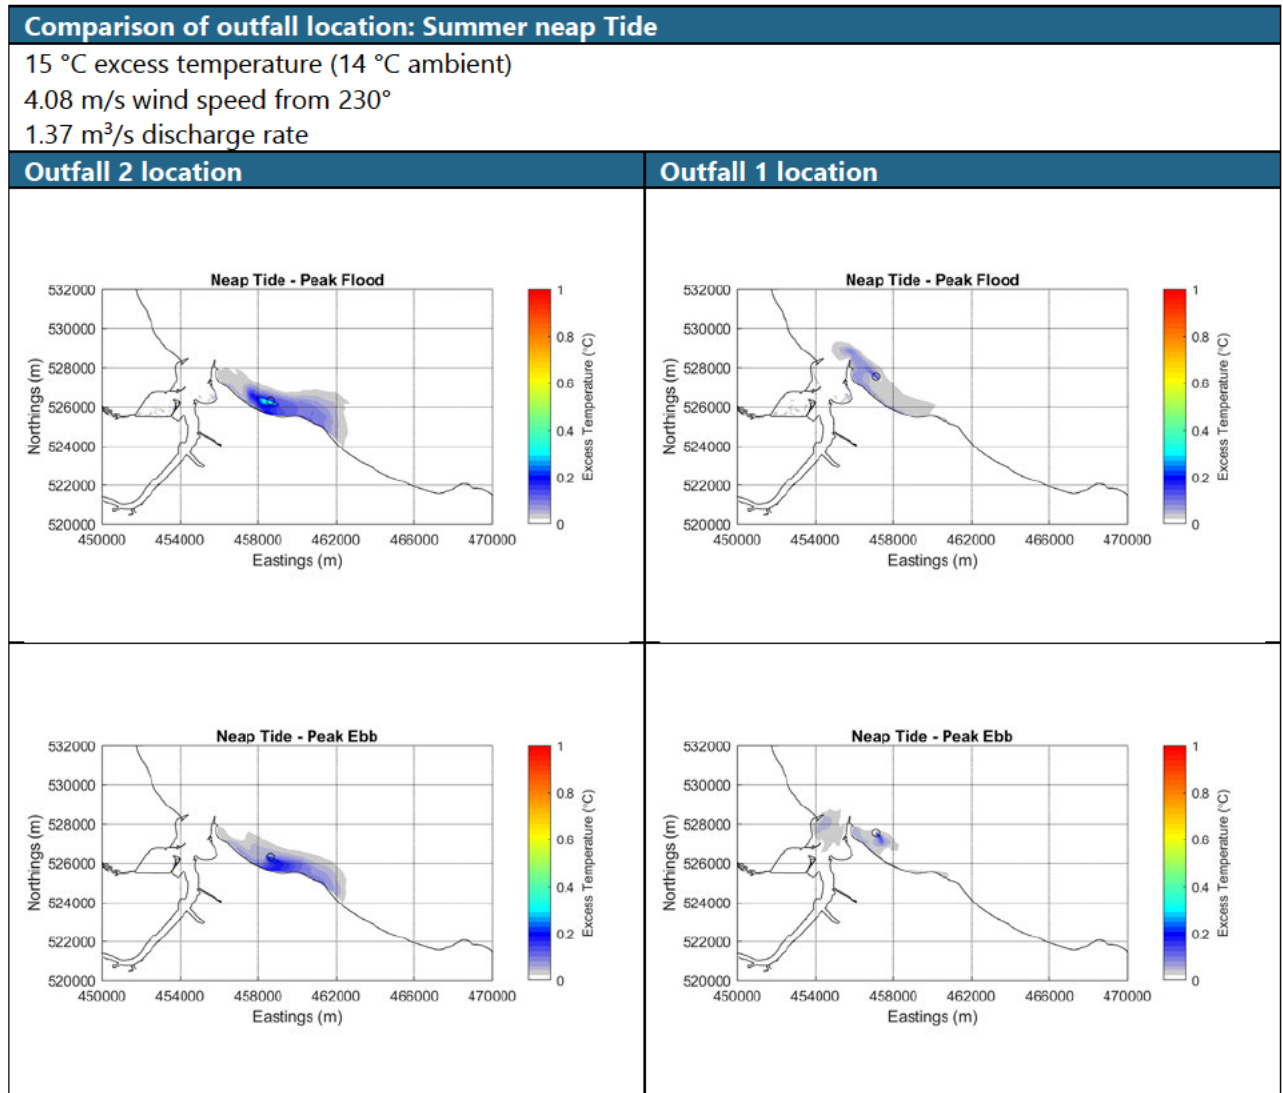 Comparison of outfall location: Summer neap Tide
15 °C excess temperature (14 °C ambient)
4.08 m/s wind speed from 230°
1.37 m³/s discharge rate
Outfall 2 location
Outfall 1 location
Neap Tide - Peak Flood
532000
530000
528000
526000
524000
522000
520000
Northings (m)
450000 454000 458000 462000 466000 470000
Eastings (m)
1
0.8
0.6
0.4
0.2
0
Excess Temperature (°C)
Neap Tide - Peak Flood
532000
530000
528000
526000
524000
522000
520000
Northings (m)
450000 454000 458000 462000 466000 470000
Eastings (m)
1
0.8
0.6
0.4
0.2
0
Excess Temperature (°C)
Neap Tide - Peak Ebb
532000
530000
528000
526000
524000
522000
520000
Northings (m)
450000 454000 458000 462000 466000 470000
Eastings (m)
1
0.8
0.6
0.4
0.2
0
Excess Temperature (°C)
Neap Tide - Peak Ebb
532000
530000
528000
526000
524000
522000
520000
Northings (m)
450000 454000 458000 462000 466000 470000
Eastings (m)
1
0.8
0.6
0.4
0.2
0
Excess Temperature (°C)